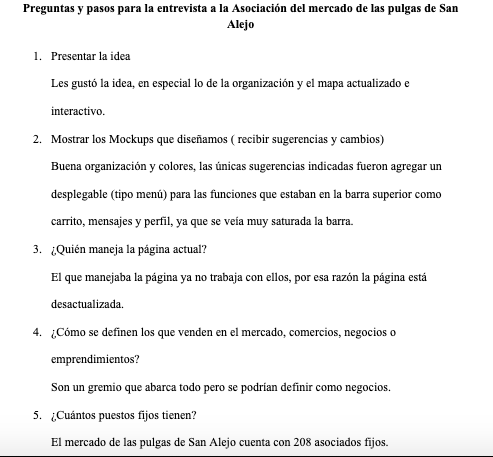 Preguntas y pasos para la entrevista a la Asociación del mercado de las pulgas de San
Alejo
1. Presentar la idea
Les gustó la idea, en especial lo de la organización y el mapa actualizado e
interactivo.
2. Mostrar los Mockups que diseñamos ( recibir sugerencias y cambios)
Buena organización y colores, las únicas sugerencias indicadas fueron agregar un
desplegable (tipo menú) para las funciones que estaban en la barra superior como
carrito, mensajes y perfil, ya que se veía muy saturada la barra.
3. ¿Quién maneja la página actual?
El que manejaba la página ya no trabaja con ellos, por esa razón la página está
desactualizada.
4. ¿Cómo se definen los que venden en el mercado, comercios, negocios o
emprendimientos?
Son un gremio que abarca todo pero se podrían definir como negocios.
5. ¿Cuántos puestos fijos tienen?
El mercado de las pulgas de San Alejo cuenta con 208 asociados fijos.